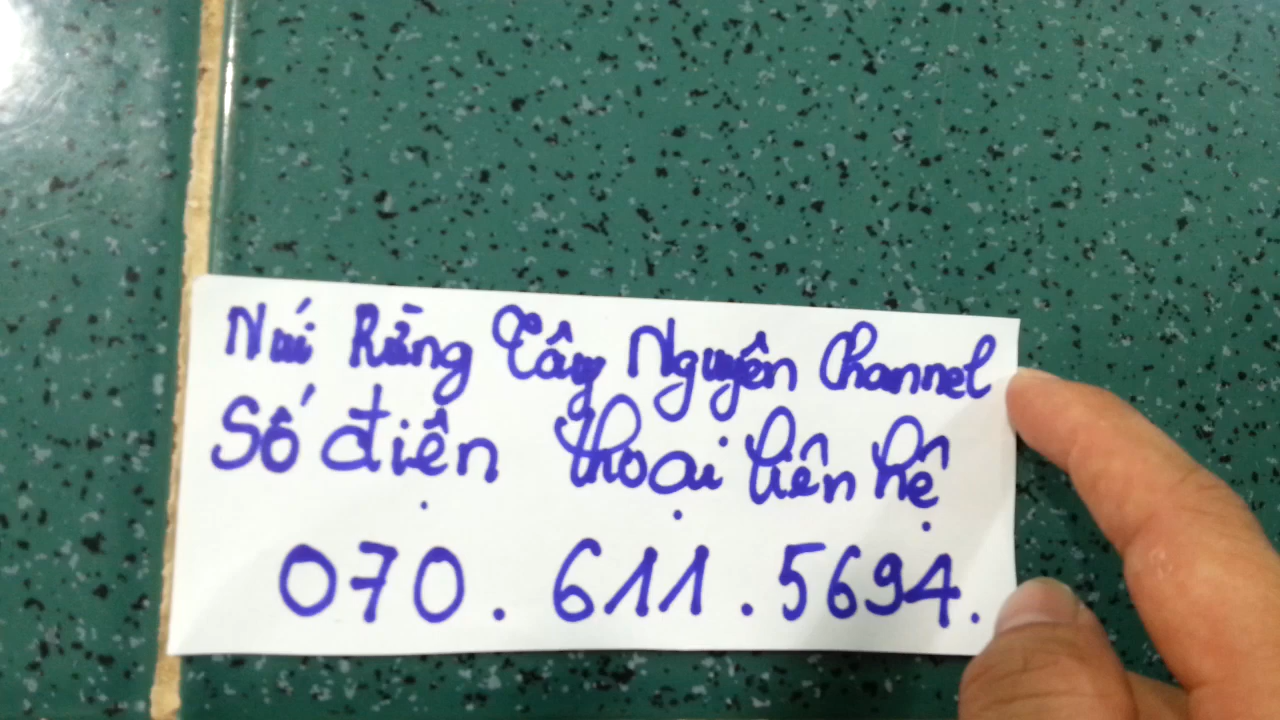 Núi Rừng Tây Nguyên Channel
Số điện thoại liên hệ
070. 611. 5694.